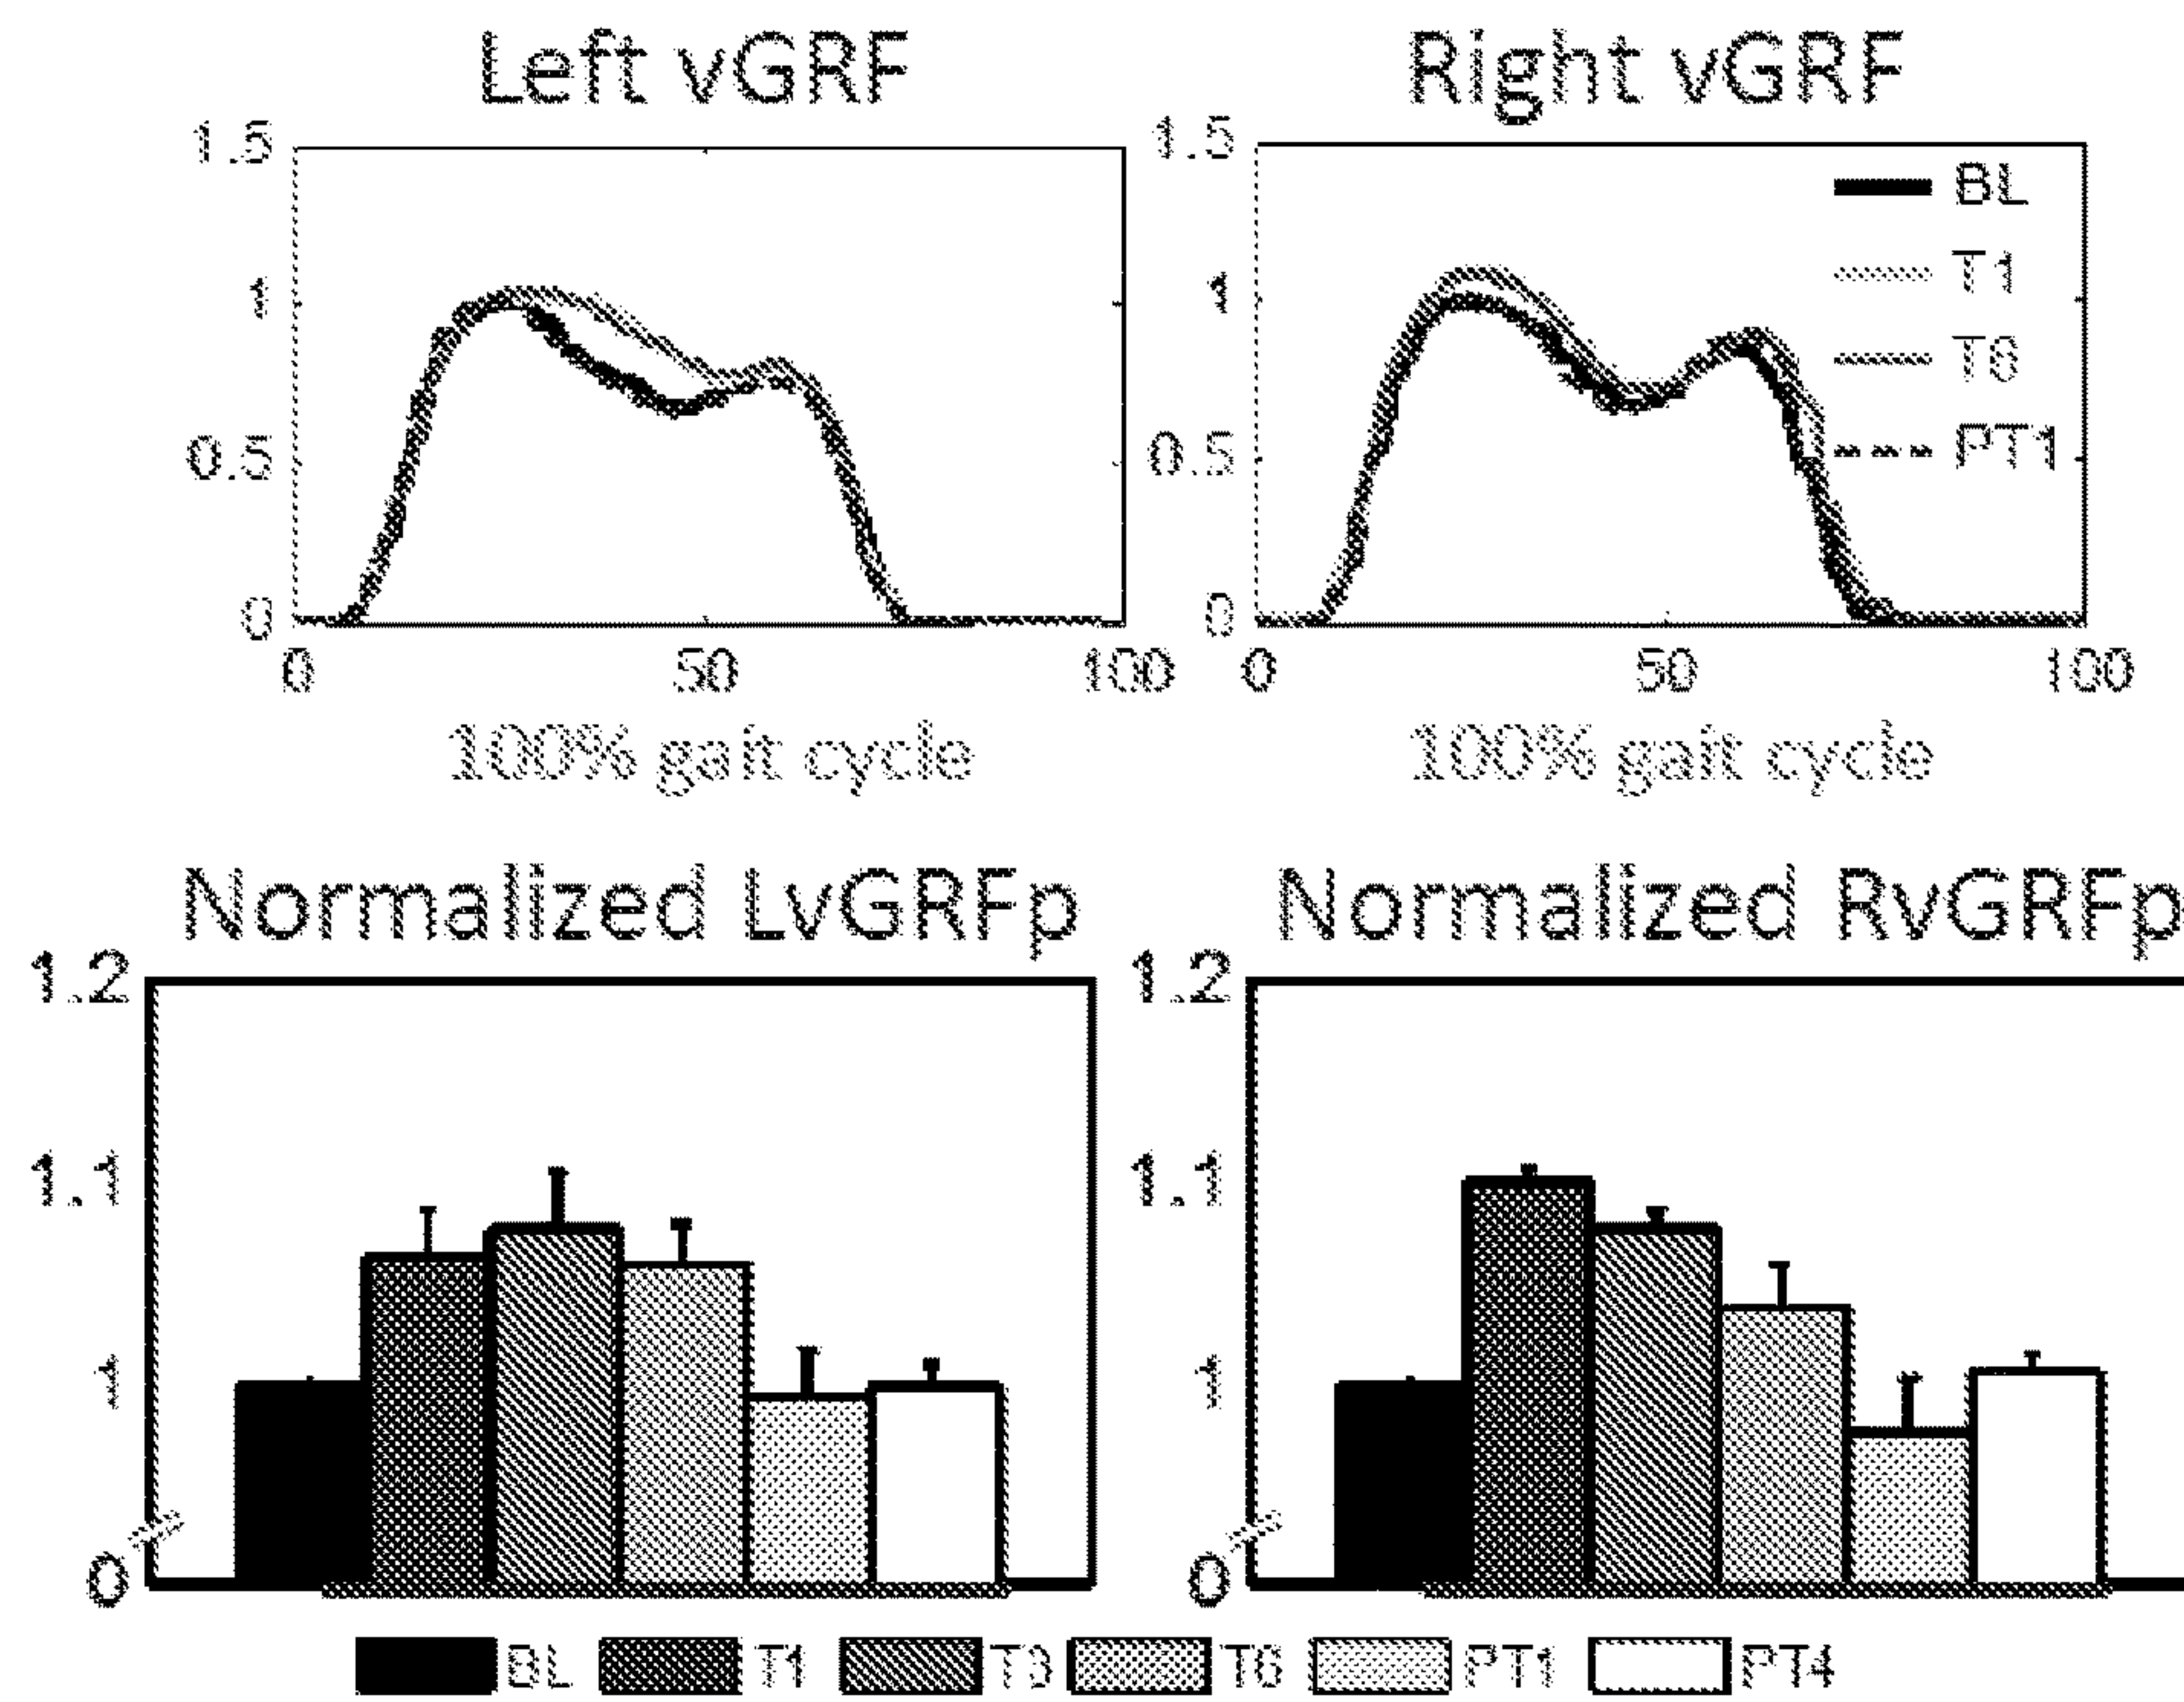 Left vGRF Right vGRF
1.5 1.5
BL
T1
1 1
T6
0.5 0.5 PT1
0 0
0 50 100 0 50 100
100% gait cycle 100% gait cycle
Normalized LvGRFp Normalized RvGRFp
1.2 1.2
1.1 1.1
1 1
0 0
BL T1 T3 T6 PT1 PT4